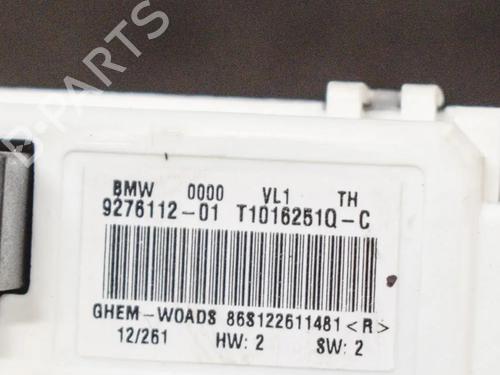 B-PARTS
BMW 0000 VL1 TH
9276112-01 T1016251Q-C
GHEM-WOADS 868122611481<R>
12/261 HW: 2 SW: 2